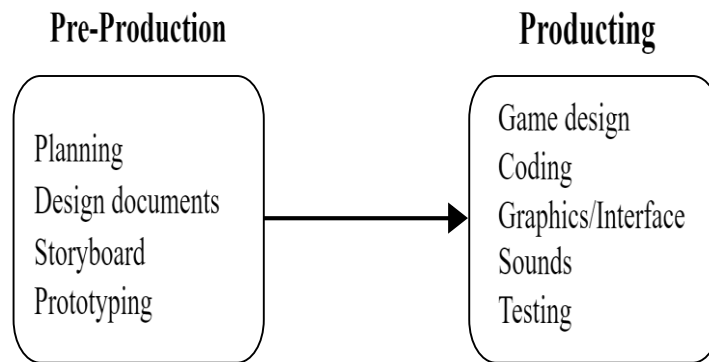 Pre-Production
Planning
Design documents
Storyboard
Prototyping
Producting
Game design
Coding
Graphics/Interface
Sounds
Testing